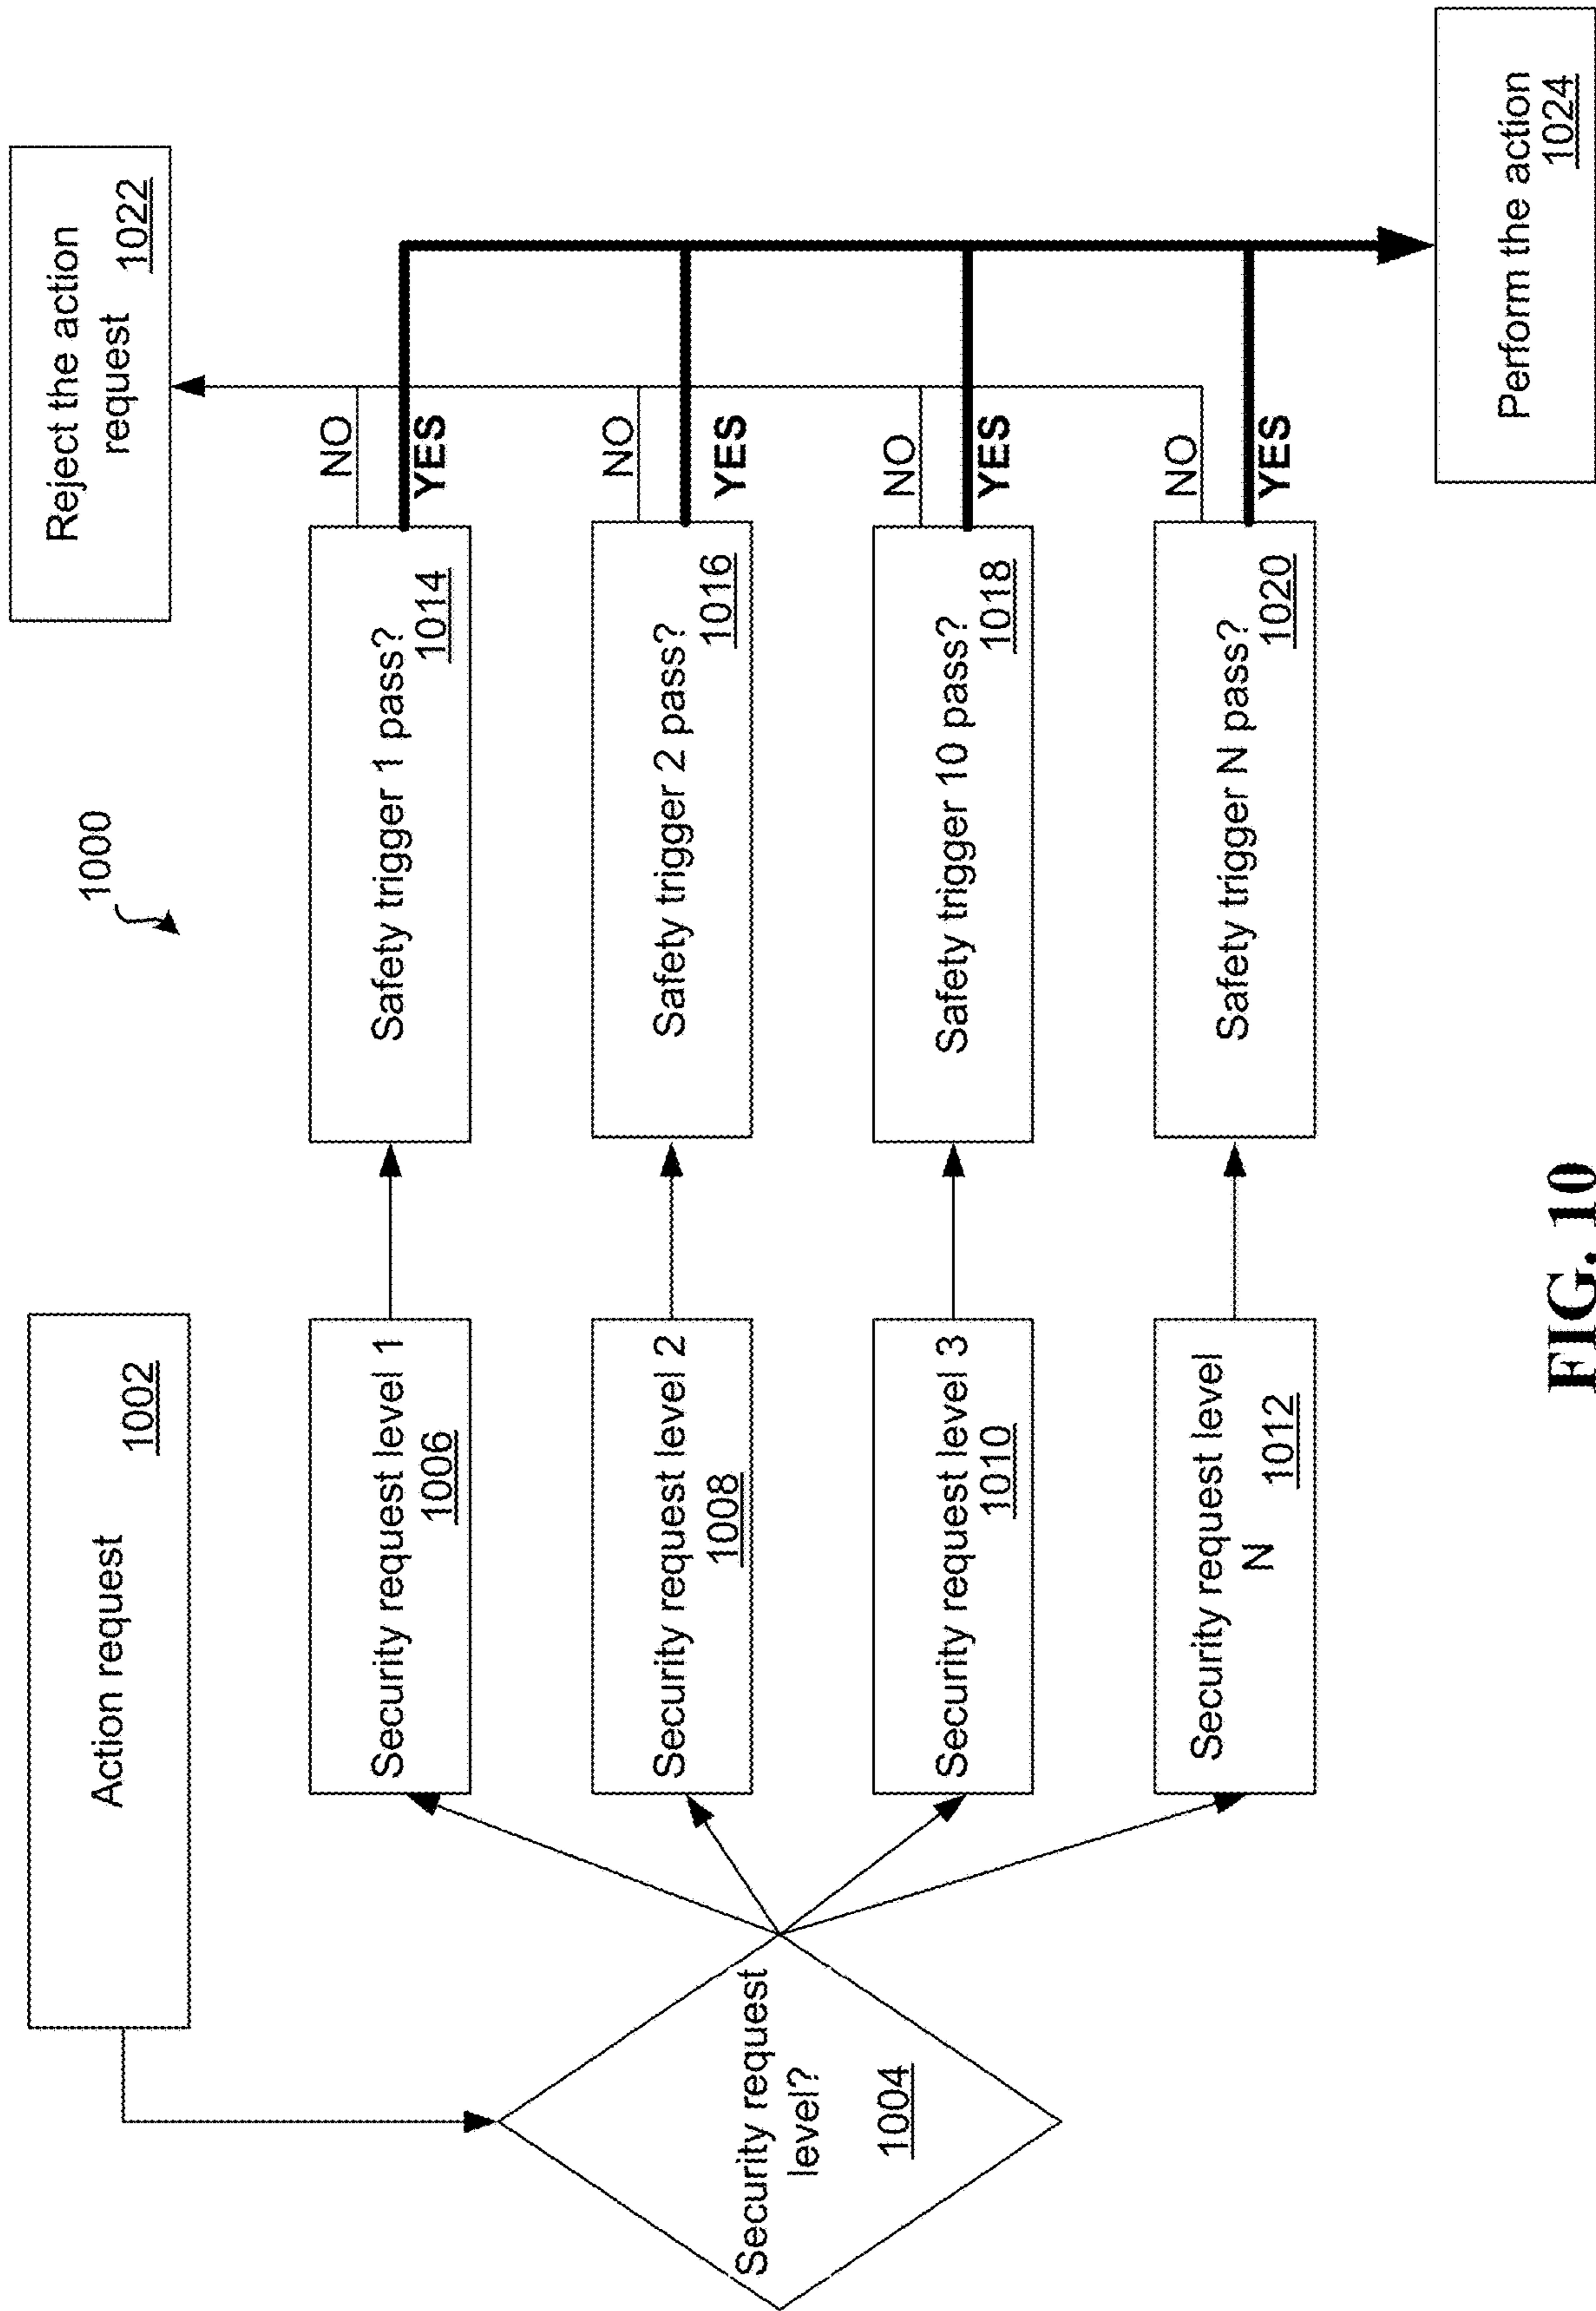 1000
Action request
1002
Reject the action
request 1022
Security request level 1
1006
Safety trigger 1 pass?
1014
NO
YES
Security request level 2
1008
Safety trigger 2 pass?
1016
NO
YES
Security request
level?
1004
Security request level 3
1010
Safety trigger 10 pass?
1018
NO
YES
Security request level
N 1012
Safety trigger N pass?
1020
NO
YES
Perform the action
1024
FIG. 10